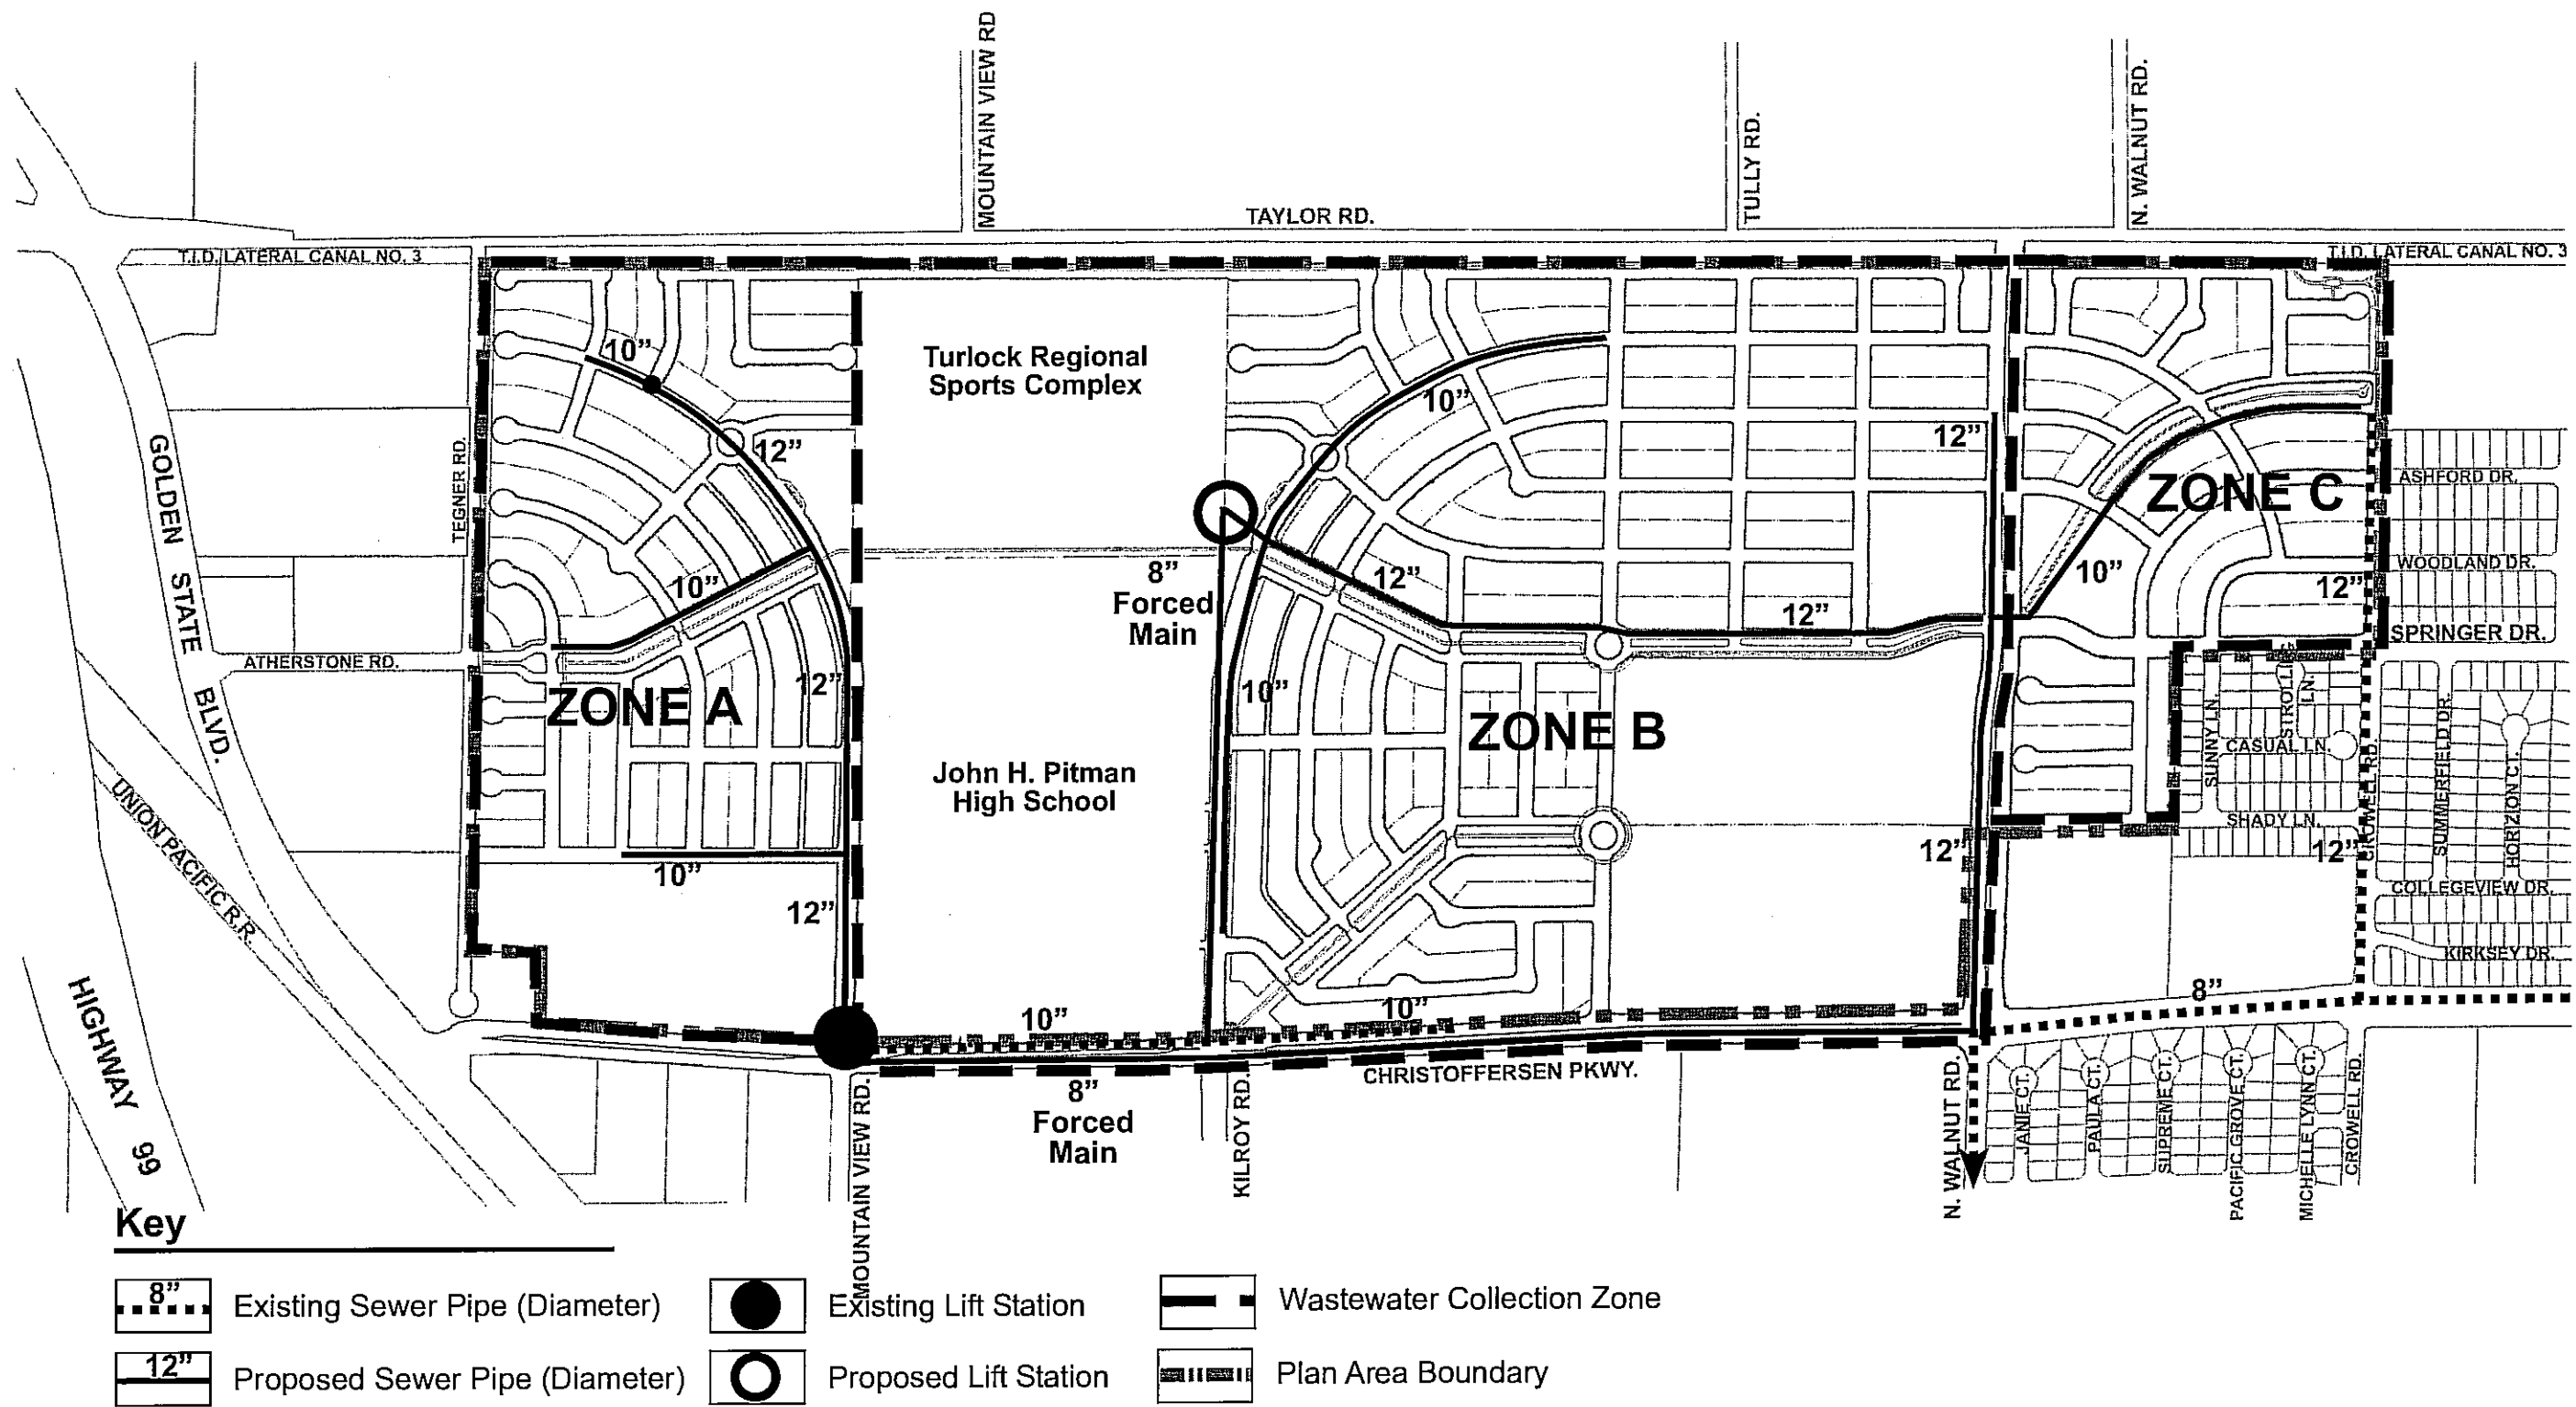 MOUNTAIN VIEW RD
TULLY RD.
N. WALNUT RD.
TAYLOR RD.
T.I.D. LATERAL CANAL NO. 3
T.I.D. LATERAL CANAL NO. 3
10”
Turlock Regional
Sports Complex
10”
12”
12”
GOLDEN STATE BLVD.
TEGNER RD.
ZONE C
ASHFORD DR.
10”
8”
Forced
Main
12”
12”
10”
12”
WOODLAND DR.
SPRINGER DR.
ATHERSTONE RD.
ZONE A
12”
10”
ZONE B
SUNNY LN.
STROLL
LN.
CASUAL LN.
CROWELL RD.
SUMMERFIELD DR.
HORIZON CT.
John H. Pitman
High School
UNION PACIFIC R.R.
SHADY LN.
10”
12”
12”
12”
COLLEGEVIEW DR.
KIRKSEY DR.
HIGHWAY 99
10”
10”
8”
CHRISTOFFERSEN PKWY.
8”
Forced
Main
MOUNTAIN VIEW RD.
KILROY RD.
N. WALNUT RD.
JANIE CT.
PAULA CT.
SUPREME CT.
PACIFIC GROVE CT.
MICHELLE LYNN CT.
CROWELL RD.
Key
8”
Existing Sewer Pipe (Diameter)
Existing Lift Station
Wastewater Collection Zone
12”
Proposed Sewer Pipe (Diameter)
Proposed Lift Station
Plan Area Boundary